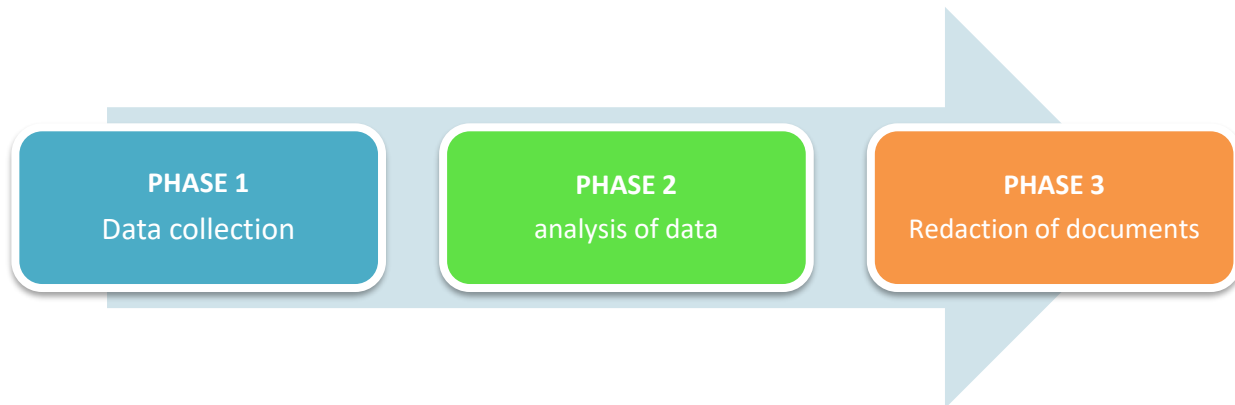 PHASE 1
Data collection
PHASE 2
analysis of data
PHASE 3
Redaction of documents